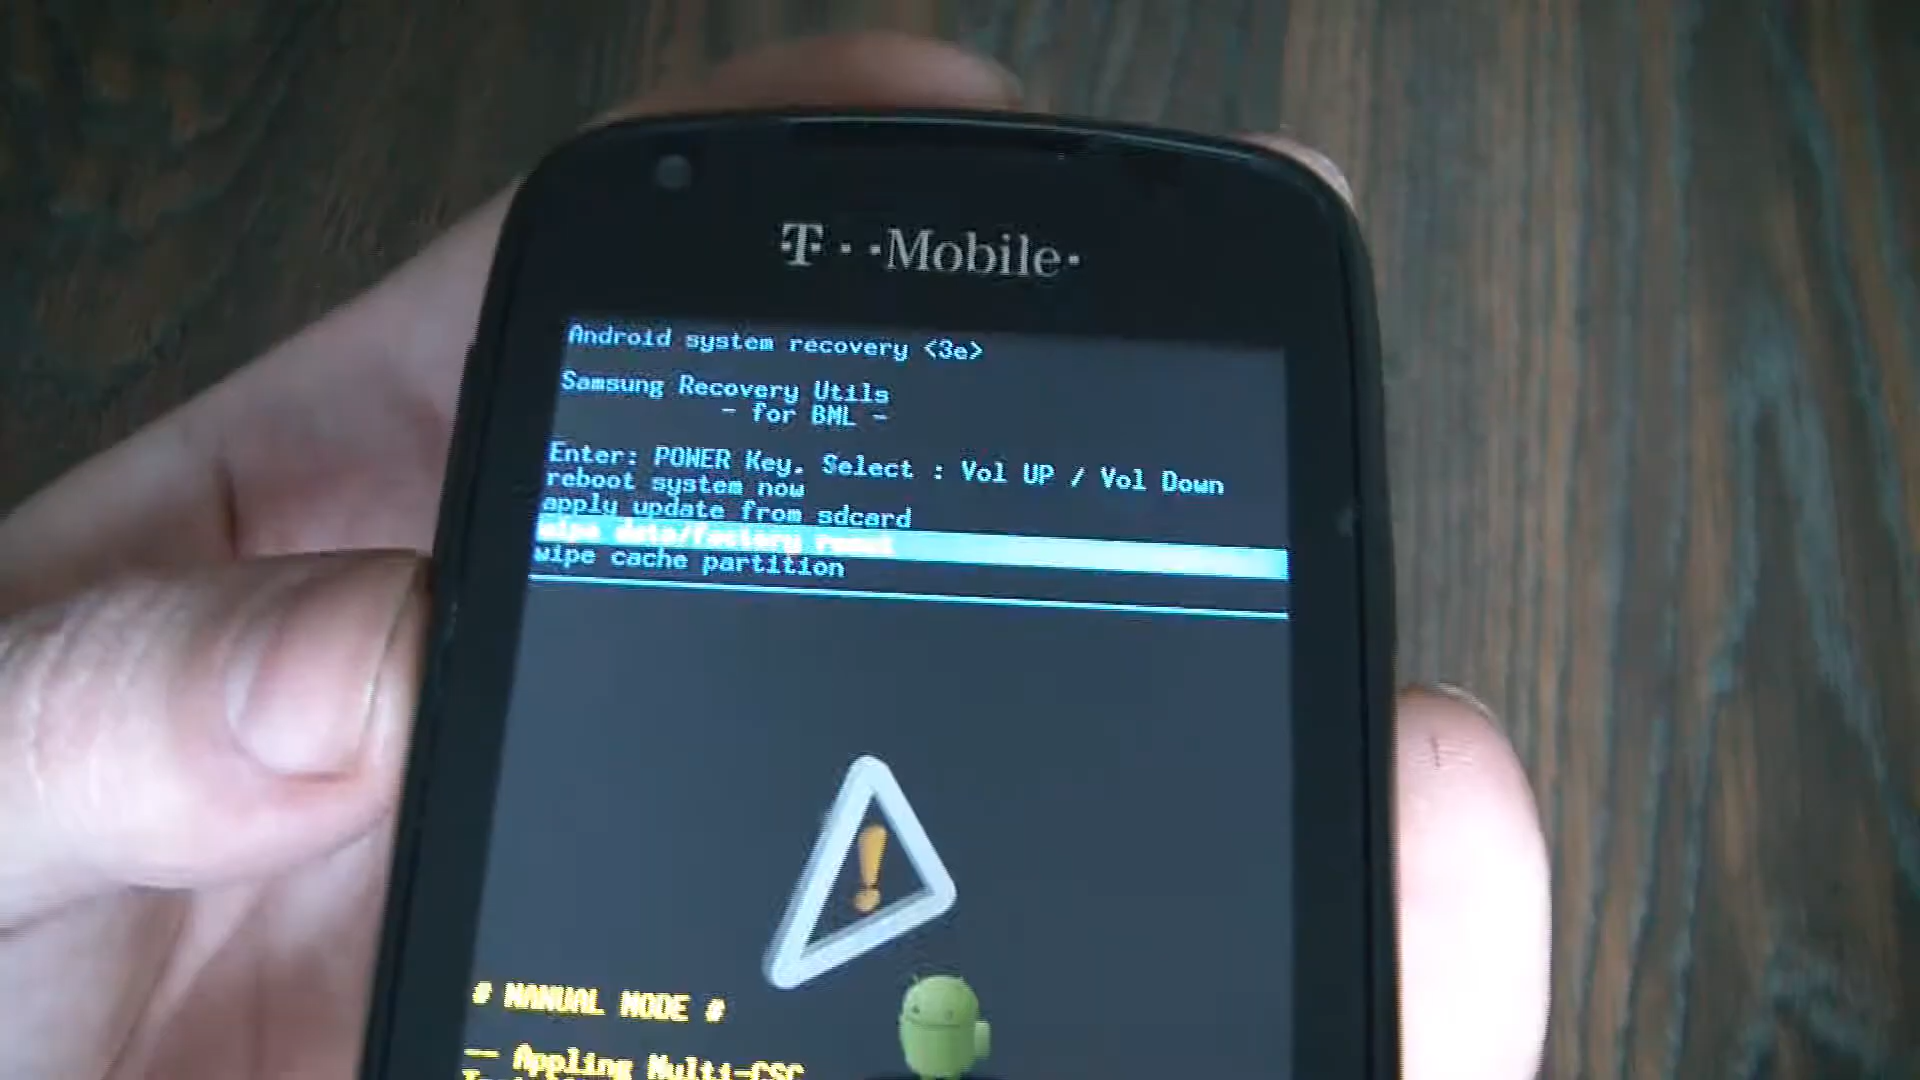 T··Mobile·
Android system recovery <3e>
Samsung Recovery Utils
- for BML -
Enter: POWER Key. Select : Vol UP / Vol Down
reboot system now
apply update from sdcard
wipe data/factory reset
wipe cache partition
# MANUAL MODE #
-- Appling Multi-CSC